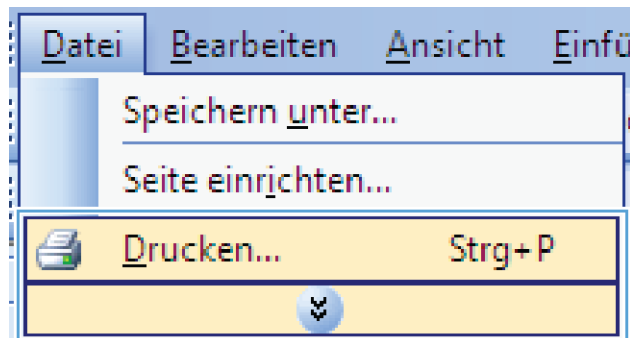 Datei Bearbeiten Ansicht Einfü
Speichern unter...
Seite einrichten...
Drucken... Strg+P